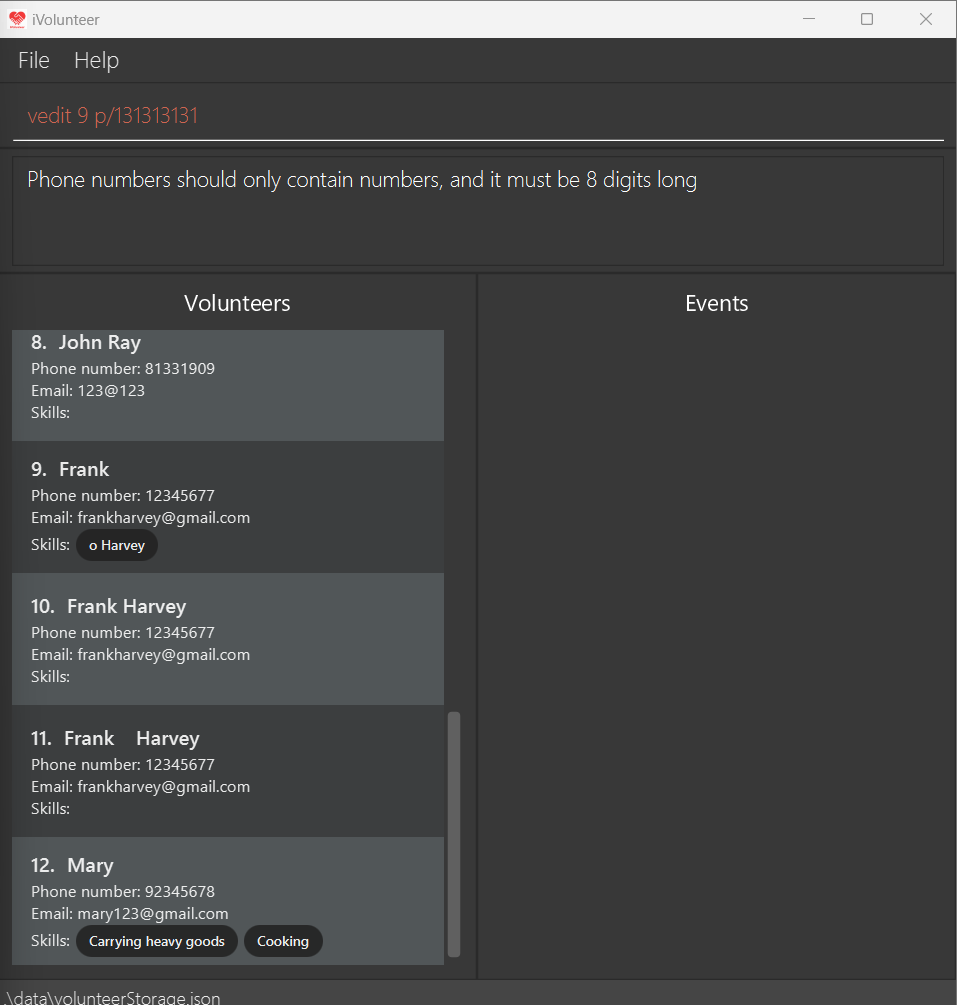 iVolunteer
File Help
vedit 9 p/131313131
Phone numbers should only contain numbers, and it must be 8 digits long
Volunteers
Events
8. John Ray
Phone number: 81331909
Email: 123@123
Skills:
9. Frank
Phone number: 12345677
Email: frankharvey@gmail.com
Skills: o Harvey
10. Frank Harvey
Phone number: 12345677
Email: frankharvey@gmail.com
Skills:
11. Frank    Harvey
Phone number: 12345677
Email: frankharvey@gmail.com
Skills:
12. Mary
Phone number: 92345678
Email: mary123@gmail.com
Skills: Carrying heavy goods Cooking
.\data\volunteerStorage.json